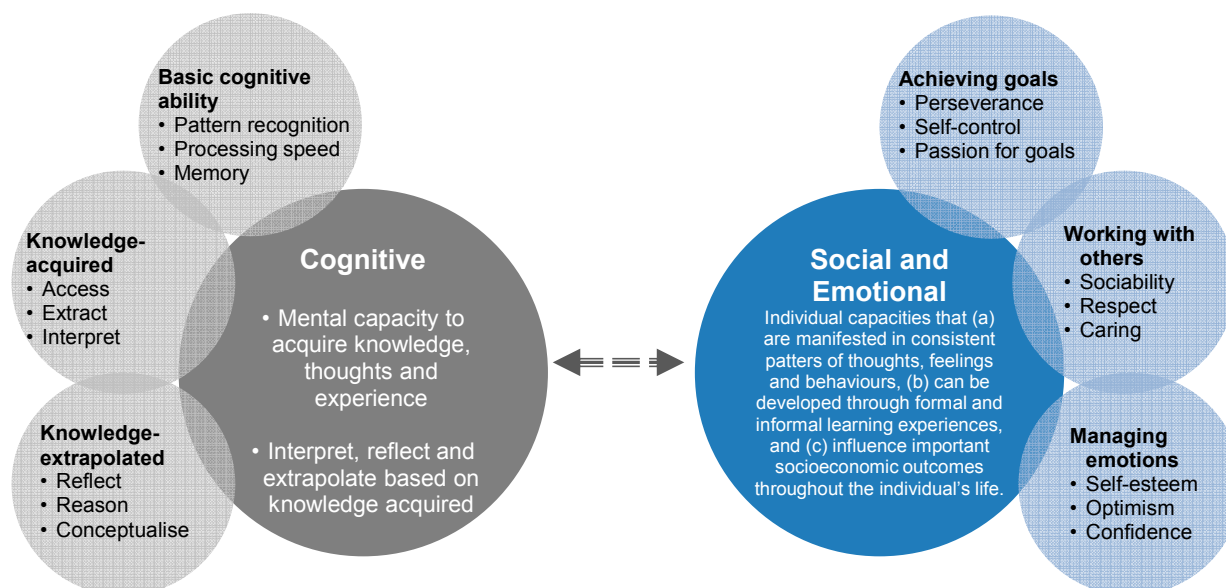 Basic cognitive
ability
• Pattern recognition
• Processing speed
• Memory
Knowledge-
acquired
• Access
• Extract
• Interpret
Knowledge-
extrapolated
• Reflect
• Reason
• Conceptualise
Cognitive
• Mental capacity to
acquire knowledge,
thoughts and
experience
• Interpret, reflect and
extrapolate based on
knowledge acquired
Social and
Emotional
Individual capacities that (a)
are manifested in consistent
patters of thoughts, feelings
and behaviours, (b) can be
developed through formal and
informal learning experiences,
and (c) influence important
socioeconomic outcomes
throughout the individual's life.
Achieving goals
• Perseverance
• Self-control
• Passion for goals
Working with
others
• Sociability
• Respect
• Caring
Managing
emotions
• Self-esteem
• Optimism
• Confidence